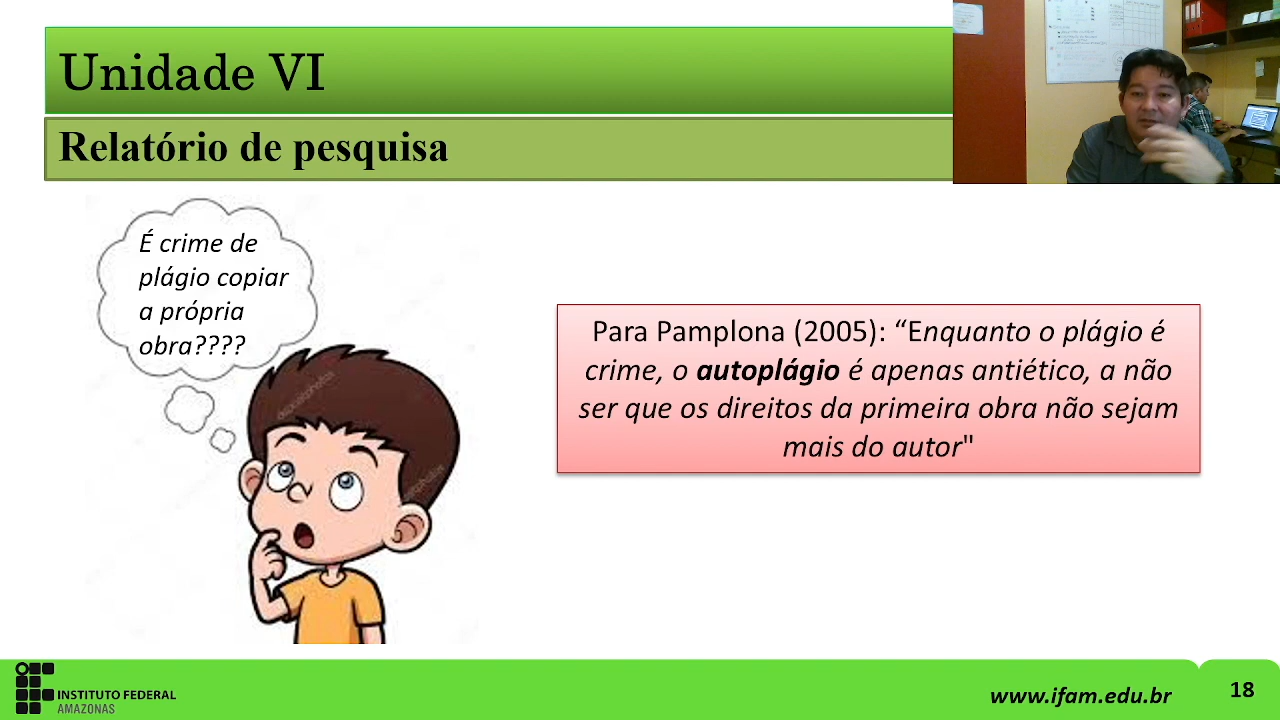 Unidade VI
Relatório de pesquisa
É crime de
plágio copiar
a própria
obra????
Para Pamplona (2005): “Enquanto o plágio é
crime, o autoplágio é apenas antiético, a não
ser que os direitos da primeira obra não sejam
mais do autor"
depositphotos
depositphotos
INSTITUTO FEDERAL
AMAZONAS
www.ifam.edu.br
18